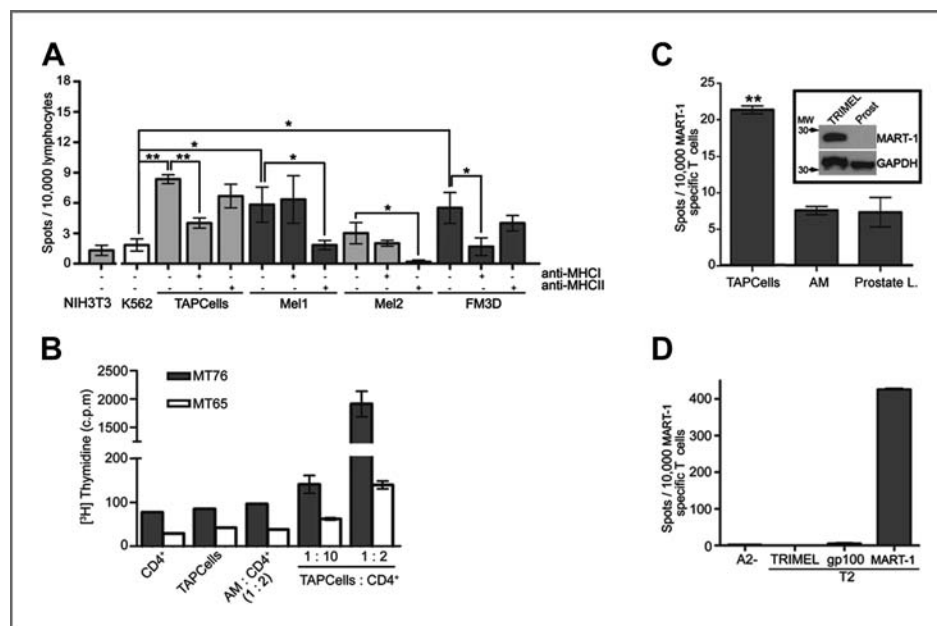 A
Spots / 10,000 lymphocytes
18
15
12
9
6
3
0
** ** * * * * *
- - - + - - + - - + - - + - anti-MHCI
- - - - + - - + - - + - - + anti-MHCII
NIH3T3 K562 TAPCells Mel1 Mel2 FM3D
B
[³H] Thymidine (c.p.m)
2500
2000
1500
200
100
0
MT76
MT65
CD4⁺
TAPCells
AM : CD4⁺
(1 : 2)
1 : 10 1 : 2
TAPCells : CD4⁺
C
Spots / 10,000 MART-1
specific T cells
25
20
15
10
5
0
**
TRIMEL Prost
MW
30
MART-1
30
GAPDH
TAPCells AM Prostate L.
D
Spots / 10,000 MART-1
specific T cells
400
300
200
100
0
A2- TRIMEL gp100 MART-1
T2